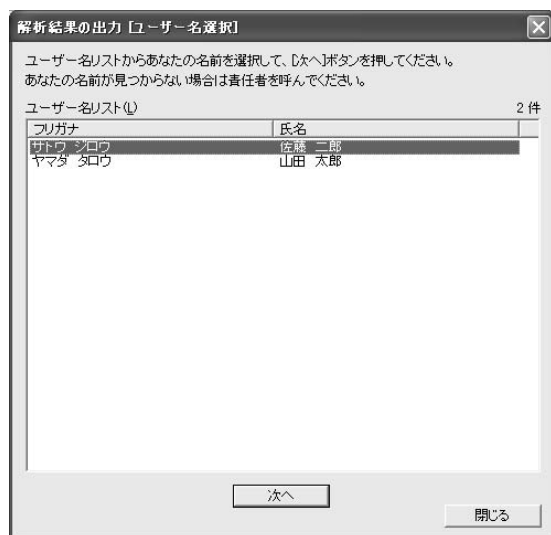 解析結果の出力 [ユーザー名選択]
ユーザー名リストからあなたの名前を選択して、[次へ]ボタンを押してください。
あなたの名前が見つからない場合は責任者を呼んでください。
ユーザー名リスト(L) 2 件
フリガナ 氏名
サトウ ジロウ 佐藤 二郎
ヤマダ タロウ 山田 太郎
次へ
閉じる